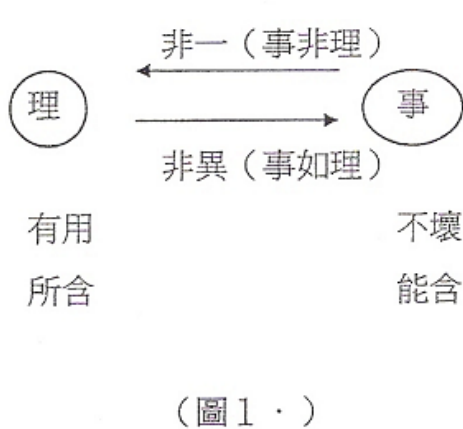 非一（事非理）
理 事
非異（事如理）
有用 不壞
所含 能含
（圖1．）